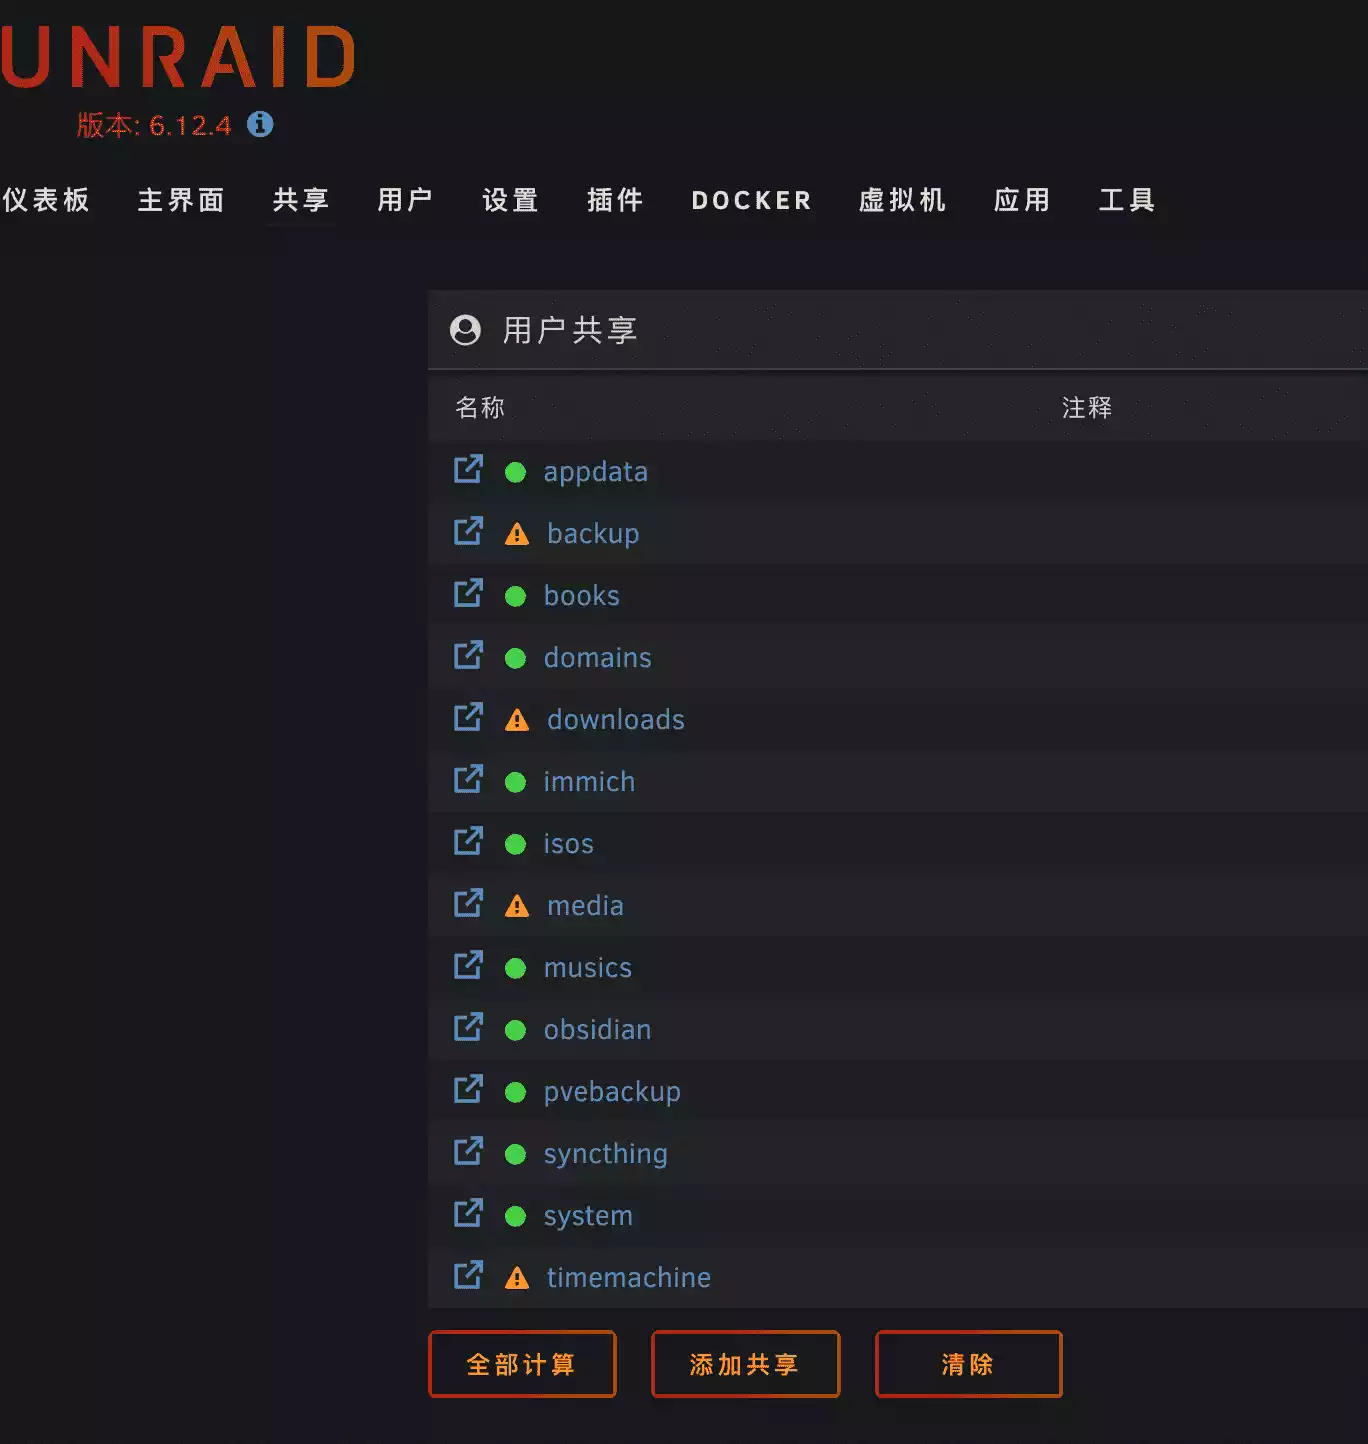 UNRAID
版本: 6.12.4
仪表板 主界面 共享 用户 设置 插件 DOCKER 虚拟机 应用 工具
用户共享
名称 注释
appdata
backup
books
domains
downloads
immich
isos
media
musics
obsidian
pvebackup
syncthing
system
timemachine
全部计算 添加共享 清除